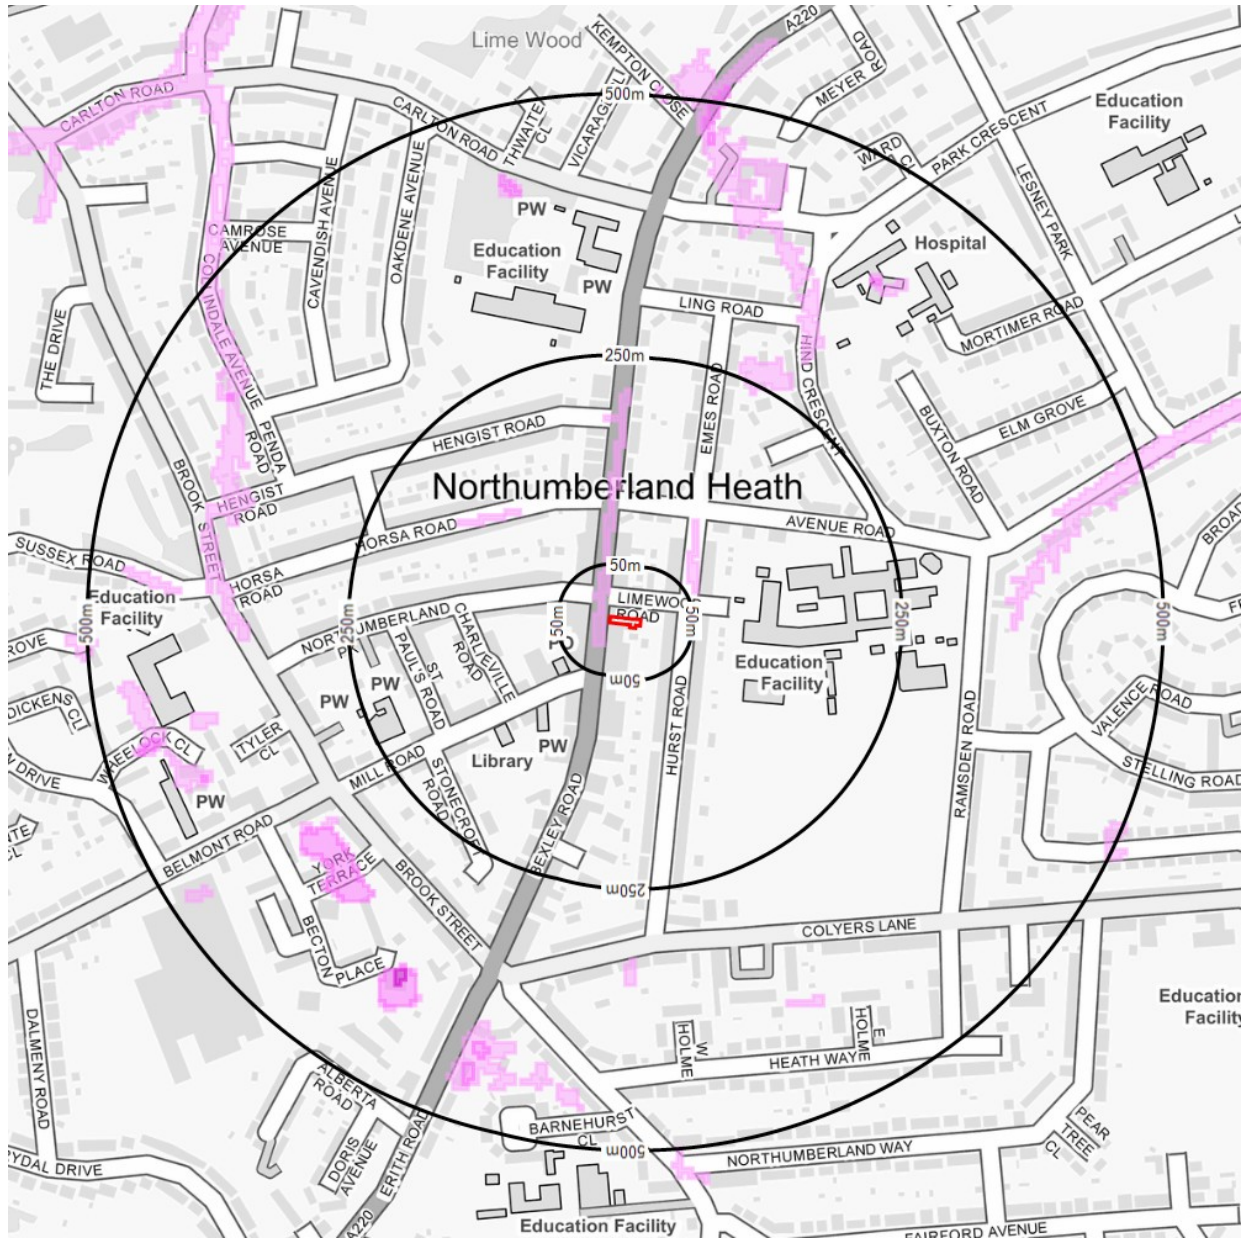 Lime Wood
KEMPTON
CLOSE
A220
MEYER
ROAD
CARLTON ROAD
500m
CARLTON ROAD
THWAITE
CL
WARD
CL
PARK CRESCENT
Education
Facility
LESNEY PARK
PW
CAMROSE
AVENUE
CAVENDISH AVENUE
OAKDENE AVENUE
Education
Facility
PW
Hospital
COLINDALE AVENUE
LING ROAD
MORTIMER ROAD
THE DRIVE
HIND CRESCENT
250m
EMES ROAD
BUXTON ROAD
ELM GROVE
HENGIST ROAD
PENDA
ROAD
BROOK STREET
Northumberland Heath
HENGIST
ROAD
HORSA ROAD
AVENUE ROAD
SUSSEX ROAD
HORSA
ROAD
50m
LIMEWOOD
ROAD
Education
Facility
500m
250m
50m
50m
250m
500m
NORTHUMBERLAND
CHARLIEVILLE
ROAD
ST.
PAUL'S ROAD
50m
Education
Facility
PW
PW
DICKENS
CL
WHEELOCK CL
TYLER
CL
Library
PW
HURST ROAD
RAMSDEN ROAD
VALENCE ROAD
STELLING ROAD
MILL ROAD
STONECROFT
ROAD
PW
BELMONT ROAD
BEXLEY ROAD
YORK
TERRACE
BROOK STREET
250m
BECTON
PLACE
COLYERS LANE
Education
Facility
DALMENY ROAD
W
HOLME
E
HOLME
HEATH WAY
ALBERTA
ROAD
DORIS
AVENUE
ERITH ROAD
A220
BARNEHURST
CL
500m
NORTHUMBERLAND WAY
PEAR
TREE
CL
Education Facility
FAIRFORD AVENUE